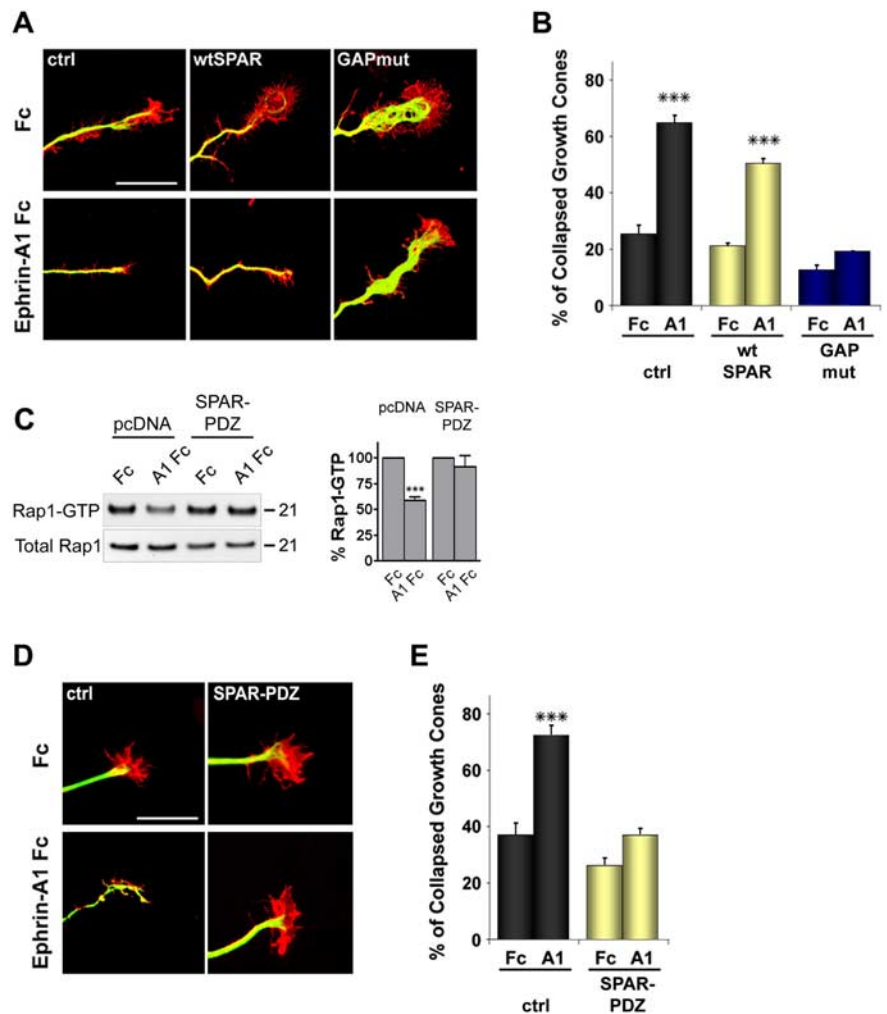 A
ctrl
wtSPAR
GAPmut
Fc
Ephrin-A1 Fc
B
% of Collapsed Growth Cones
80
60
40
20
0
***
***
Fc A1 Fc A1 Fc A1
ctrl
wt
SPAR
GAP
mut
C
pcDNA
SPAR-
PDZ
Fc
A1 Fc
Fc
A1 Fc
Rap1-GTP
21
Total Rap1
21
pcDNA
SPAR-
PDZ
% Rap1-GTP
100
75
50
25
0
***
Fc
A1 Fc
Fc
A1 Fc
D
ctrl
SPAR-PDZ
Fc
Ephrin-A1 Fc
E
% of Collapsed Growth Cones
80
60
40
20
0
***
Fc A1 Fc A1
ctrl
SPAR-
PDZ